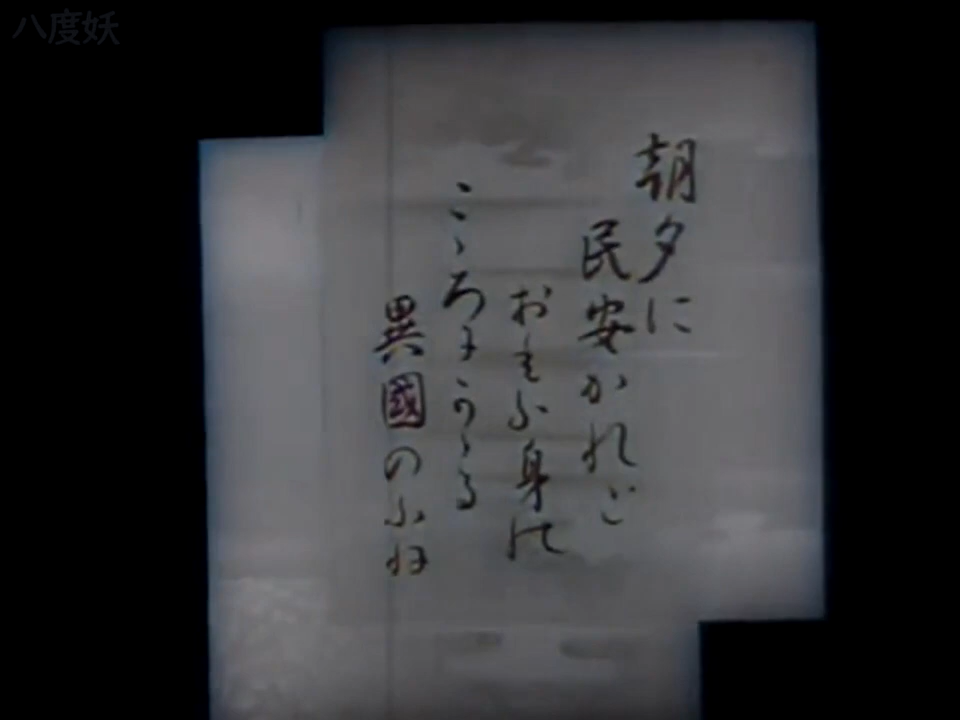 八度妖
朝夕に
民安かれと
おもふ身の
こゝろにかゝる
異國のふね